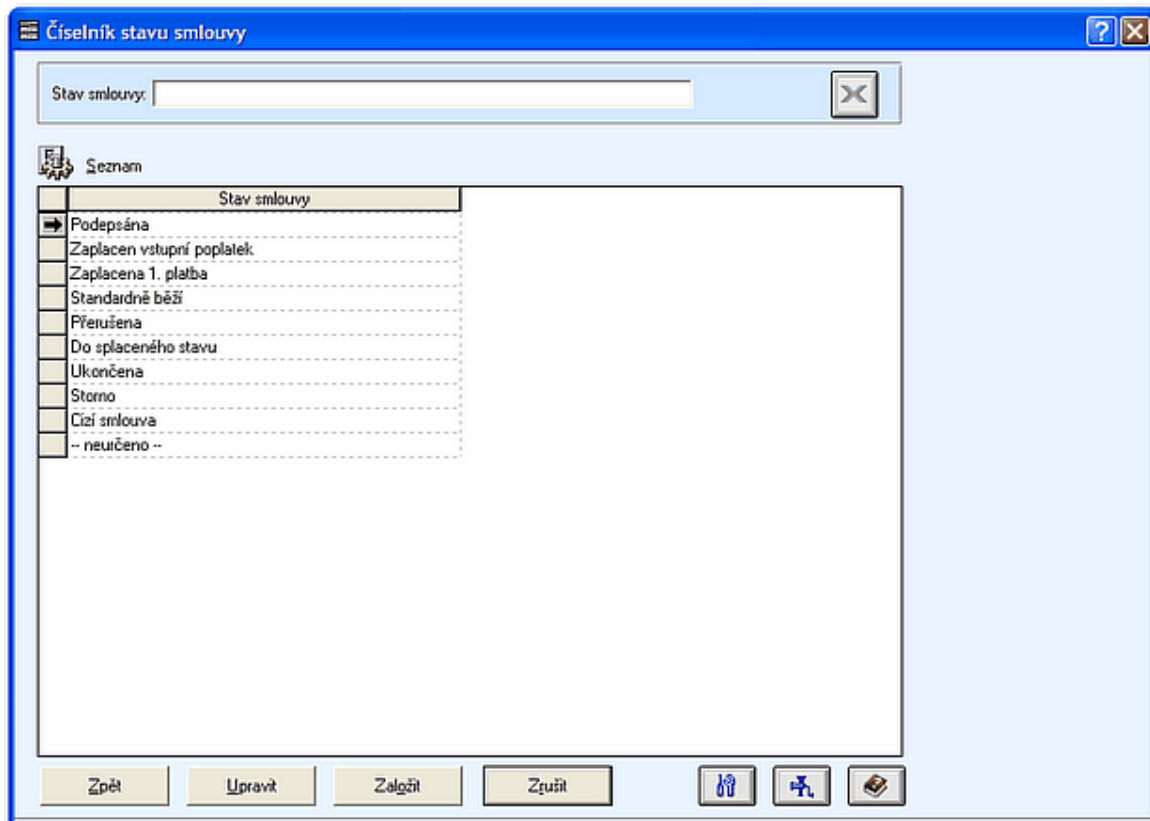 Číselník stavu smlouvy
Stav smlouvy:
Seznam
Stav smlouvy
Podepsána
Zaplacen vstupní poplatek
Zaplacena 1. platba
Standardně běží
Přerušena
Do splaceného stavu
Ukončena
Storno
Cizí smlouva
-- neurčeno --
Zpět Upravit Založit Zrušit